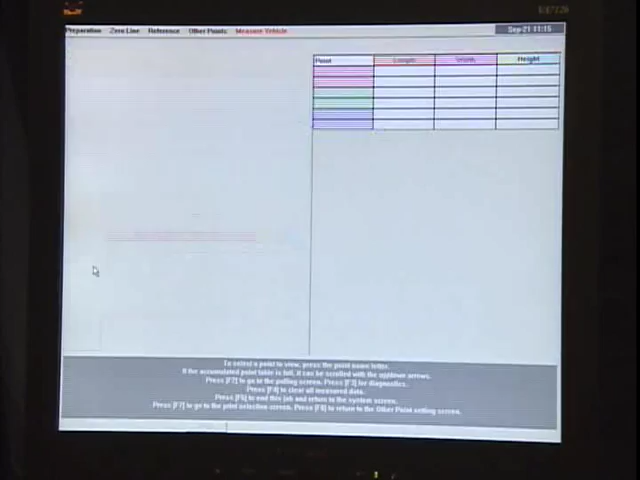 Preparation Zero Line Reference Other Points Measure Vehicle
Sep-21 11:15
Point Length Width Height
To select a point to view, press the point name letter.
If the accumulated point table is full, it can be scrolled with the up/down arrows.
Press [F2] to go to the pulling screen. Press [F3] for diagnostics.
Press [F4] to clear all measured data.
Press [F5] to end this job and return to the system screen.
Press [F7] to go to the print selection screen. Press [F8] to return to the Other Point setting screen.